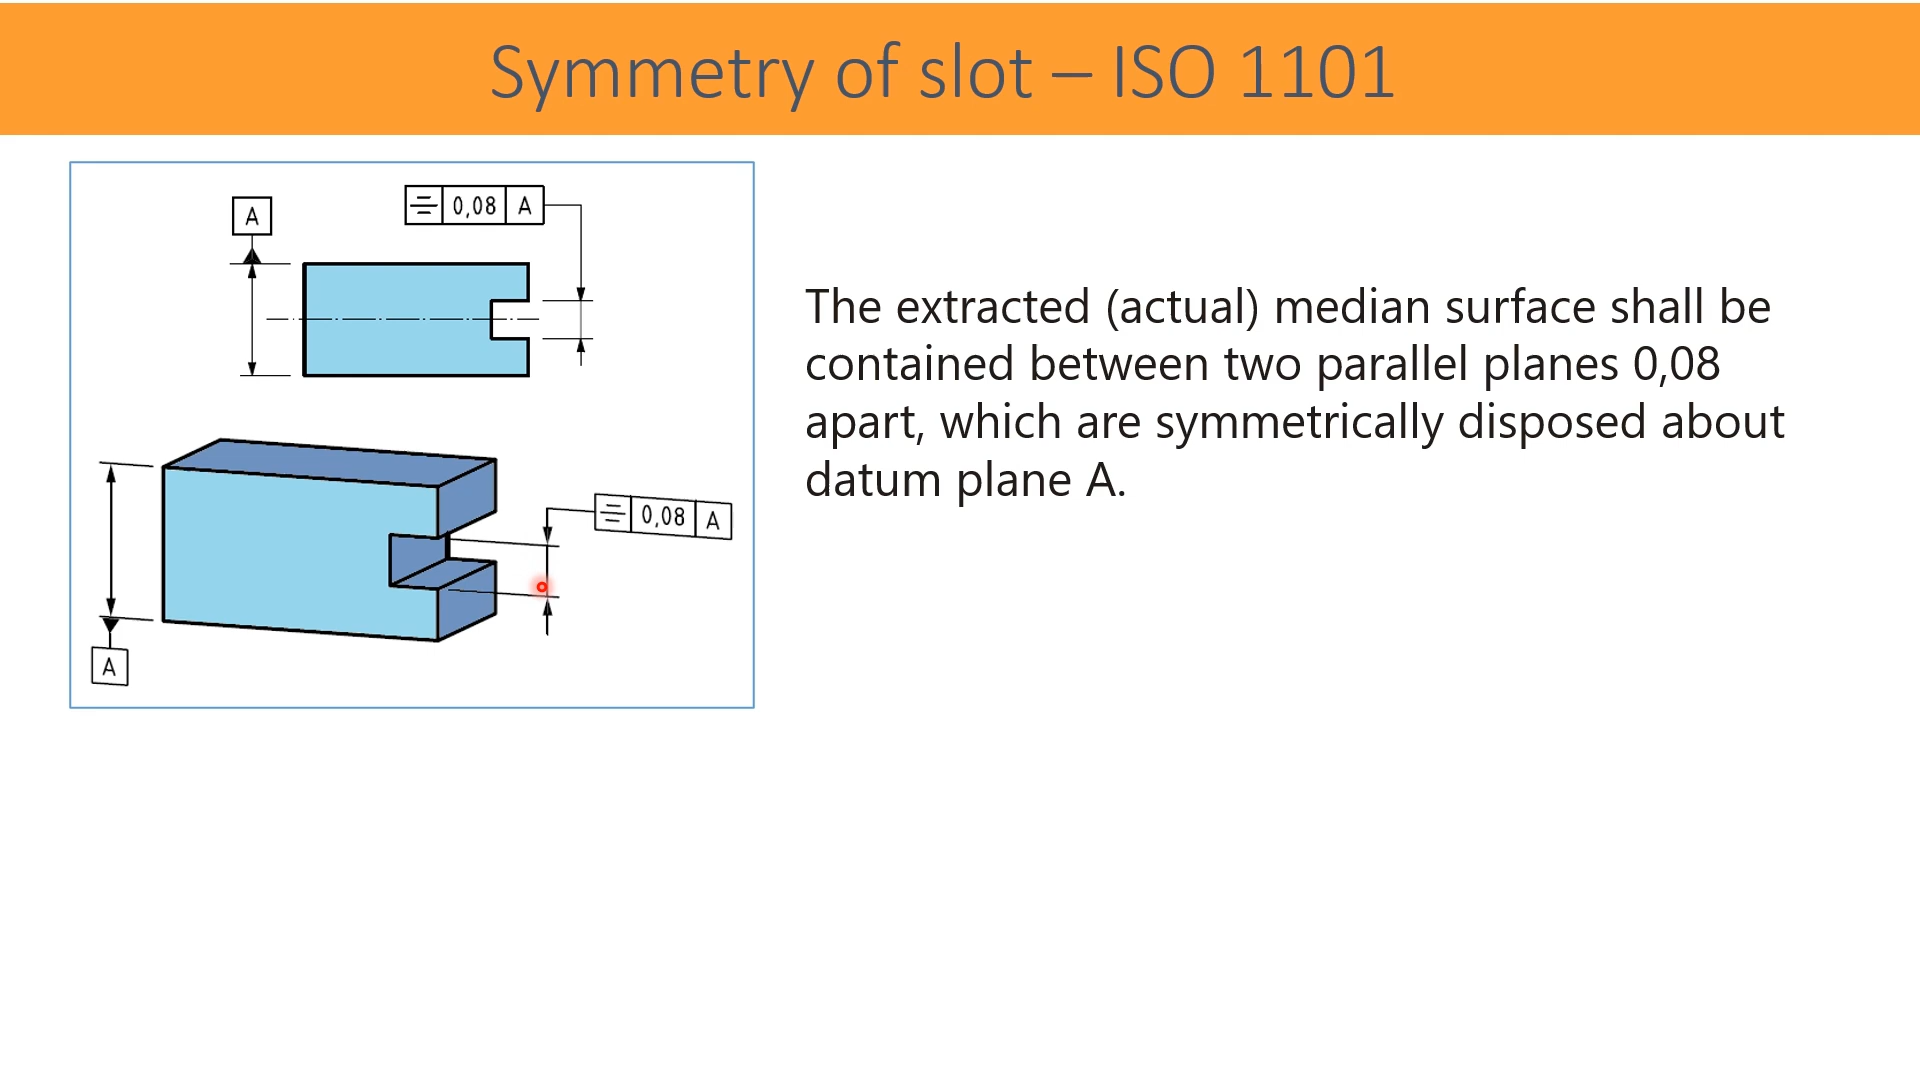 Symmetry of slot – ISO 1101
A
⌯ 0,08 A
The extracted (actual) median surface shall be
contained between two parallel planes 0,08
apart, which are symmetrically disposed about
datum plane A.
⌯ 0,08 A
A